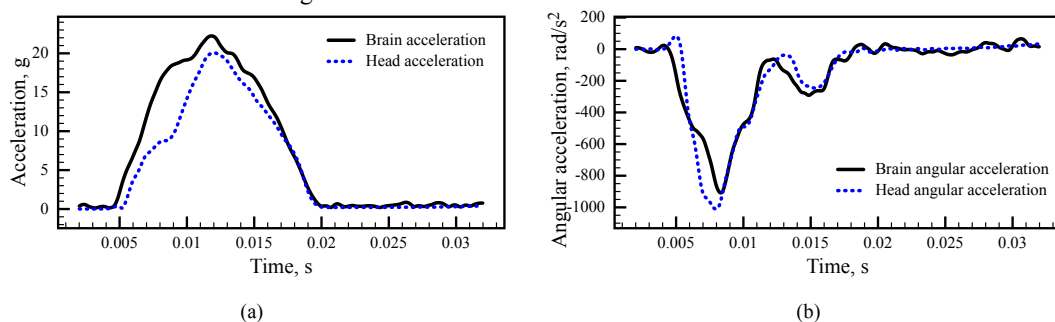 Acceleration, g
20
10
5
0
0.005
0.01
0.015
0.02
0.025
0.03
Time, s
Brain acceleration
Head acceleration
(a)
Angular acceleration, rad/s²
200
0
-200
-400
-600
-800
-1000
0.005
0.01
0.015
0.02
0.025
0.03
Time, s
Brain angular acceleration
Head angular acceleration
(b)